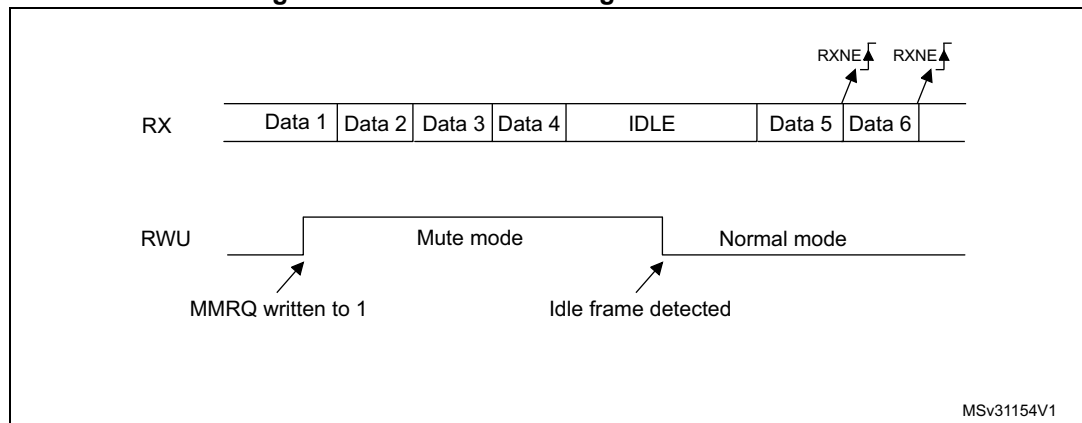 RXNE RXNE
RX Data 1 Data 2 Data 3 Data 4 IDLE Data 5 Data 6
RWU Mute mode Normal mode
MMRQ written to 1 Idle frame detected
MSv31154V1